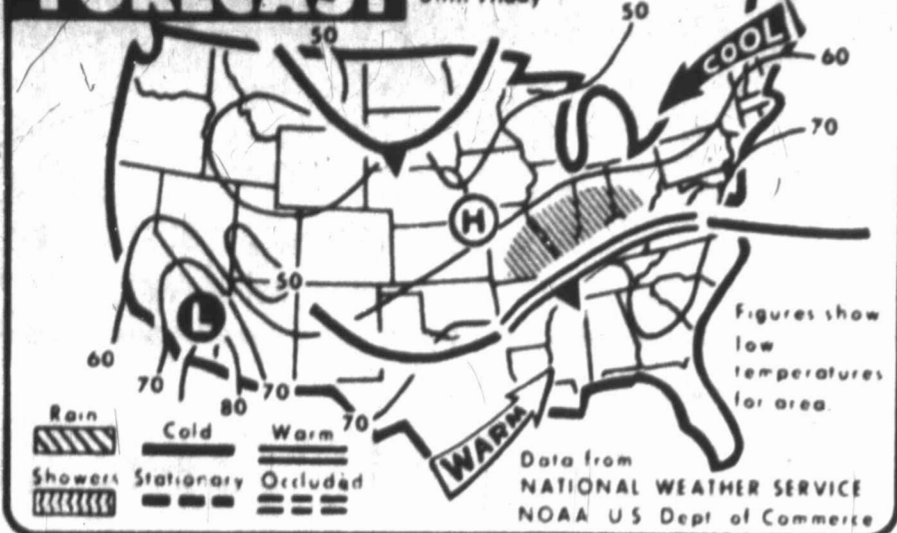 FORECAST
Friday
50
50
COOL
60
70
H
50
L
60
70
80
70
70
Figures show
low
temperatures
for area.
WARM
Rain
Cold
Warm
Showers
Stationary
Occluded
Data from
NATIONAL WEATHER SERVICE
NOAA US Dept of Commerce